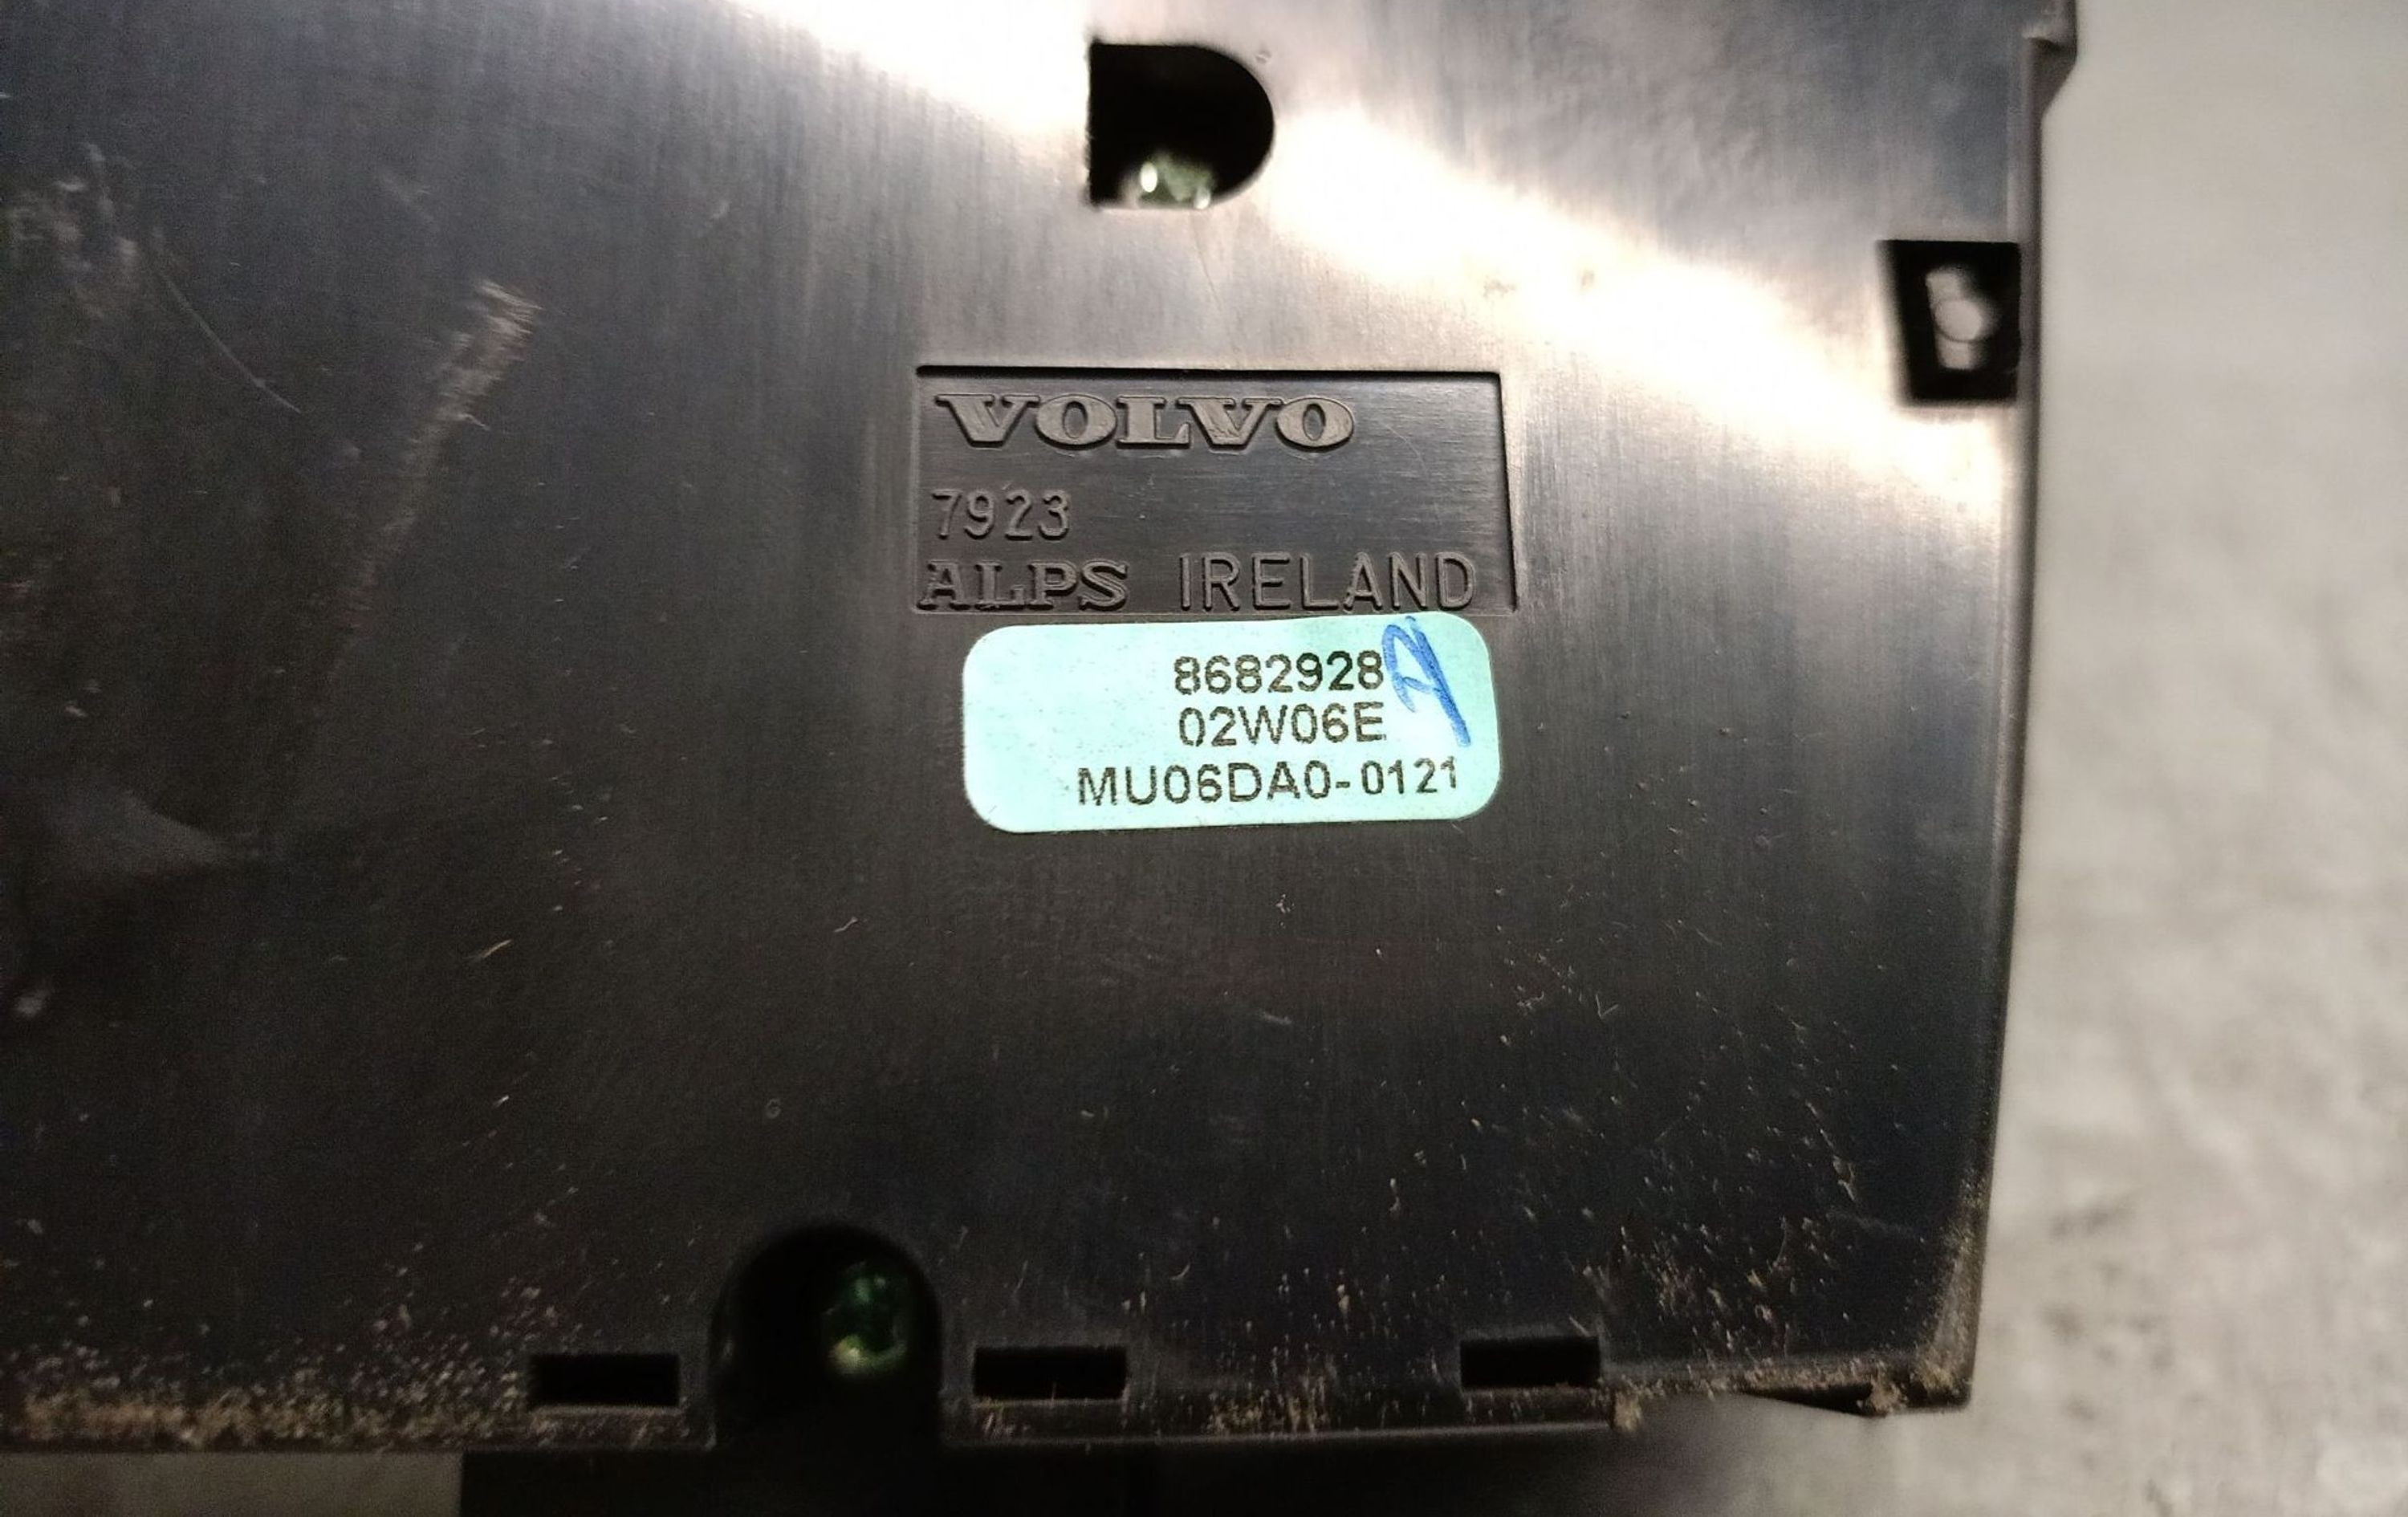 VOLVO
7923
ALPS IRELAND
8682928
02W06E
MU06DA0-0121